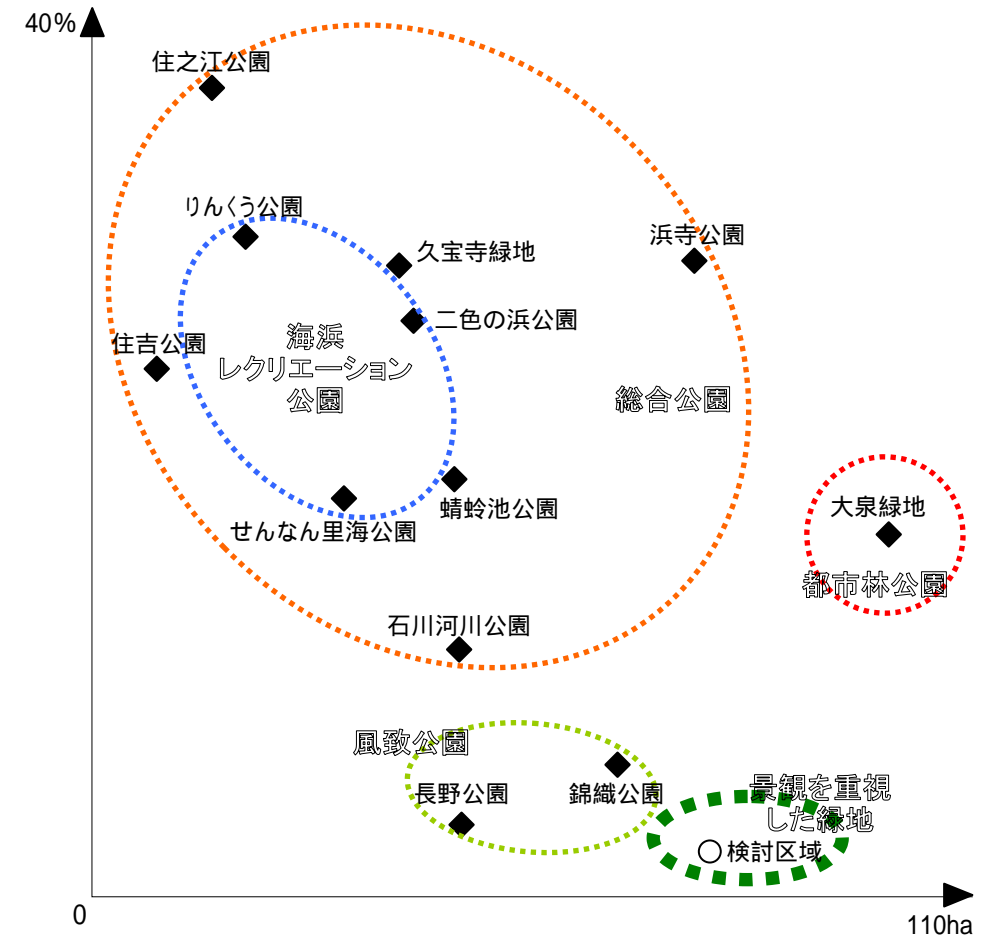 40%
住之江公園
りんくう公園
久宝寺緑地
浜寺公園
二色の浜公園
住吉公園
海浜
レクリエーション
公園
総合公園
蜻蛉池公園
せんなん里海公園
大泉緑地
都市林公園
石川河川公園
風致公園
長野公園
錦織公園
景観を重視
した緑地
検討区域
0
110ha